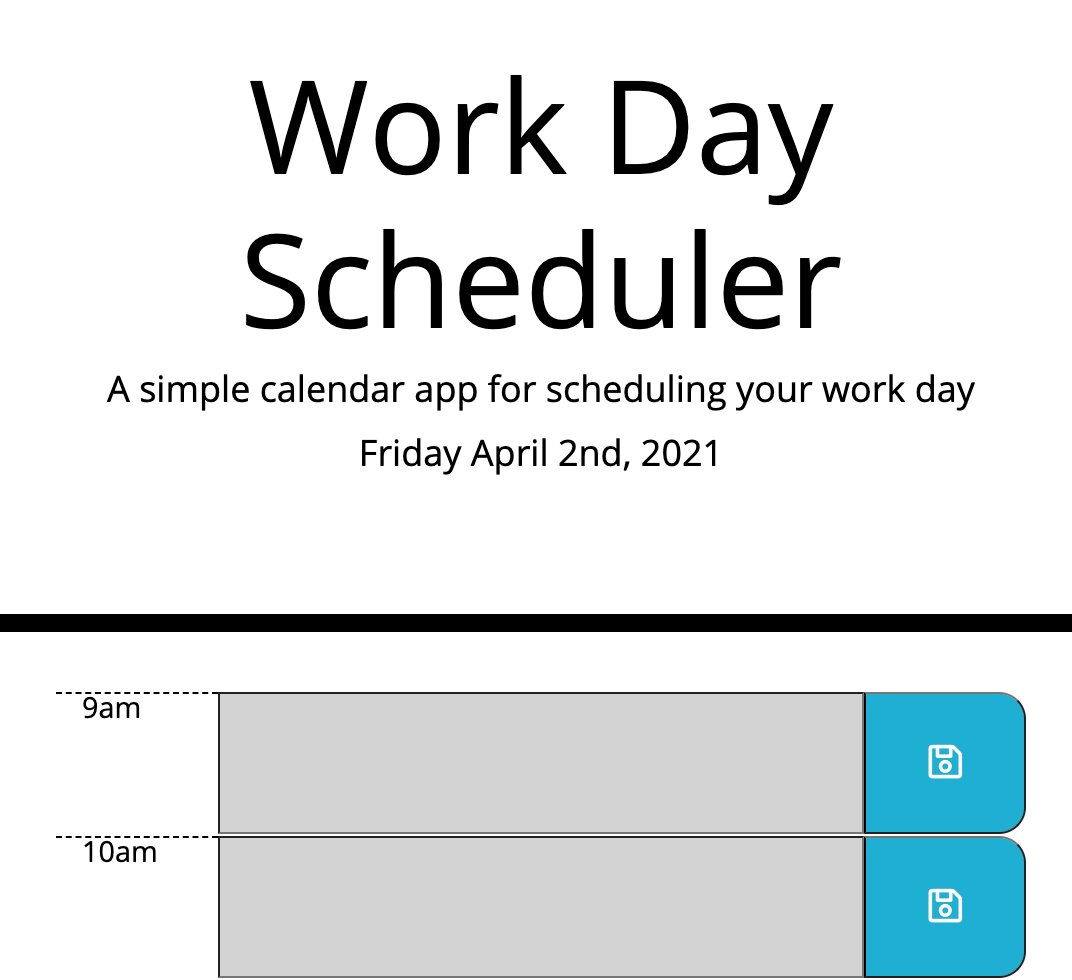 Work Day
Scheduler
A simple calendar app for scheduling your work day
Friday April 2nd, 2021
9am
10am